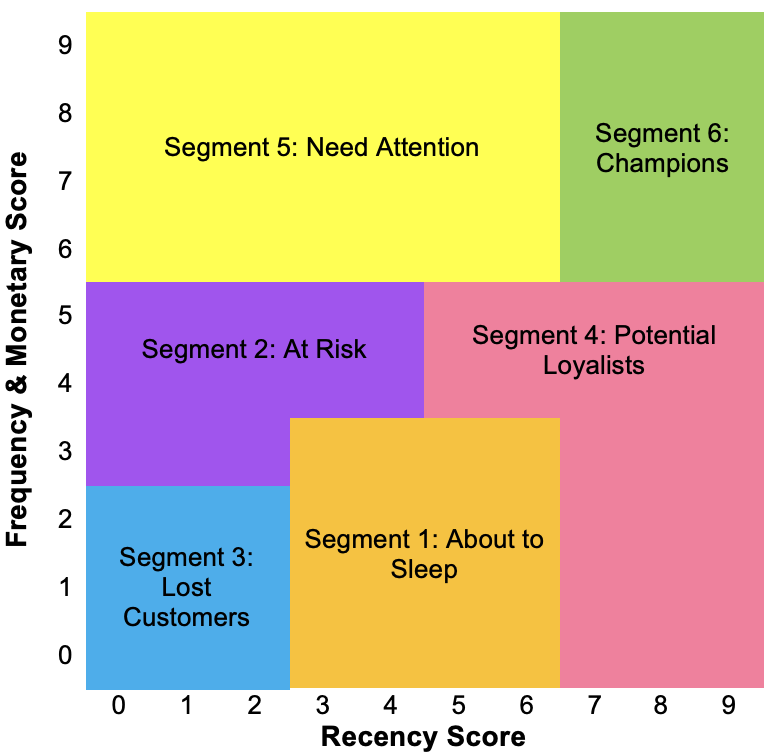 9
8
7
6
5
4
3
2
1
0
Frequency & Monetary Score
Segment 5: Need Attention
Segment 6:
Champions
Segment 2: At Risk
Segment 4: Potential
Loyalists
Segment 3:
Lost
Customers
Segment 1: About to
Sleep
0 1 2 3 4 5 6 7 8 9
Recency Score